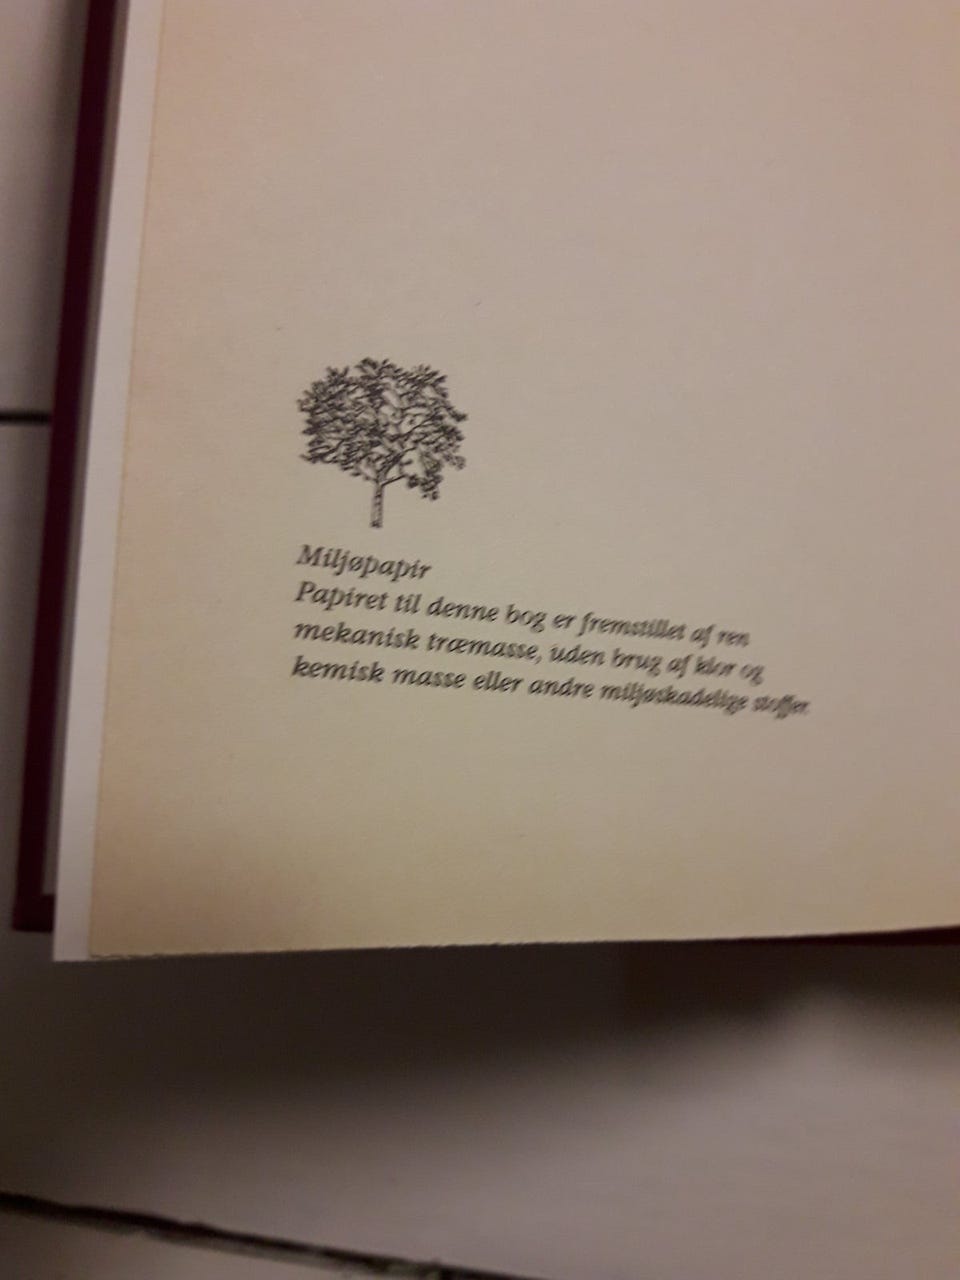 Miljøpapir
Papiret til denne bog er fremstillet af ren
mekanisk træmasse, uden brug af klor og
kemisk masse eller andre miljøskadelige stoffer.